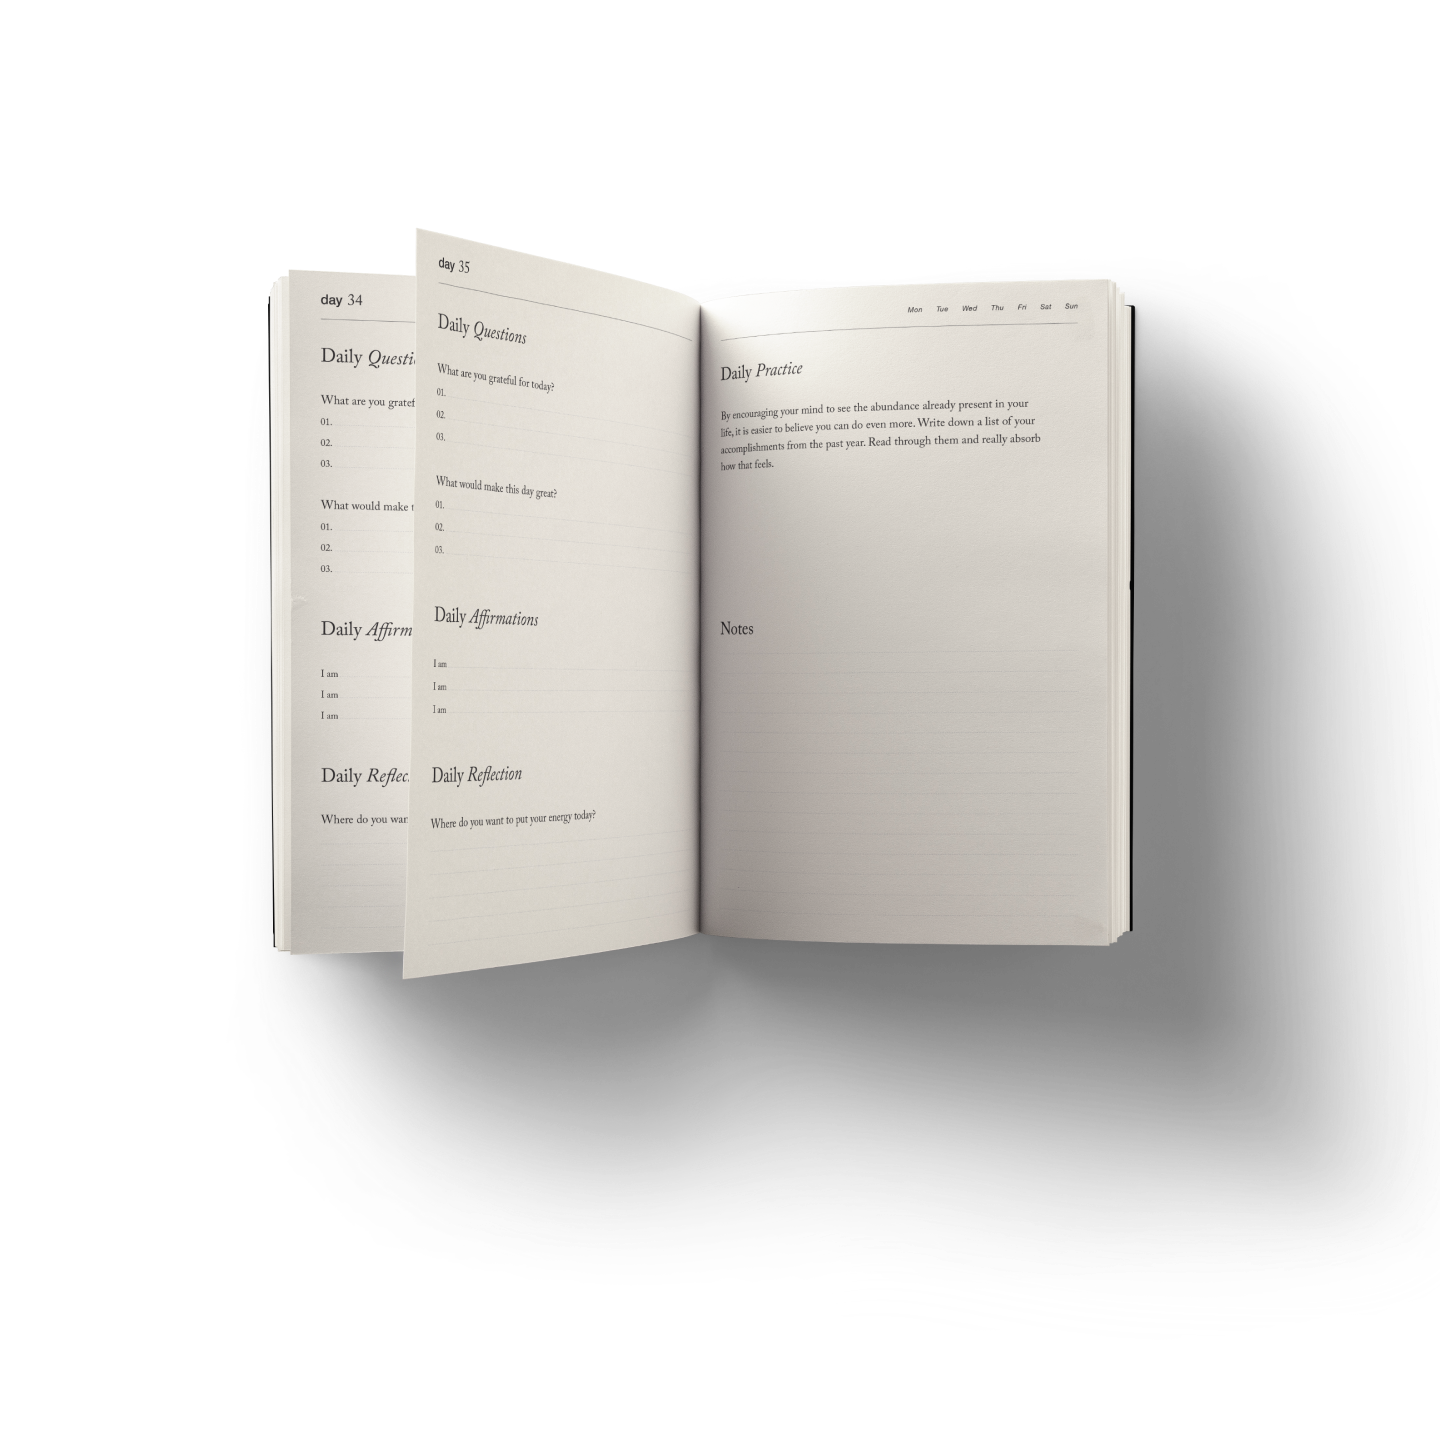 day 34
Daily Questi
What are you gratef
01.
02.
03.
What would make t
01.
02.
03.
Daily Affirm
I am
I am
I am
Daily Reflec
Where do you wan
day 35
Daily Questions
What are you grateful for today?
01.
02.
03.
What would make this day great?
01.
02.
03.
Daily Affirmations
I am
I am
I am
Daily Reflection
Where do you want to put your energy today?
Mon Tue Wed Thu Fri Sat Sun
Daily Practice
By encouraging your mind to see the abundance already present in your
life, it is easier to believe you can do even more. Write down a list of your
accomplishments from the past year. Read through them and really absorb
how that feels.
Notes